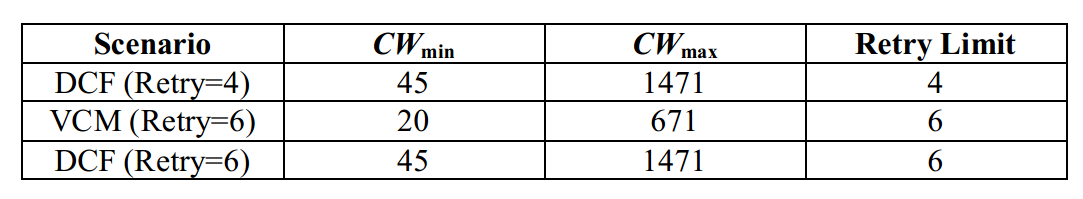 Scenario CWmin CWmax Retry Limit
DCF (Retry=4) 45 1471 4
VCM (Retry=6) 20 671 6
DCF (Retry=6) 45 1471 6